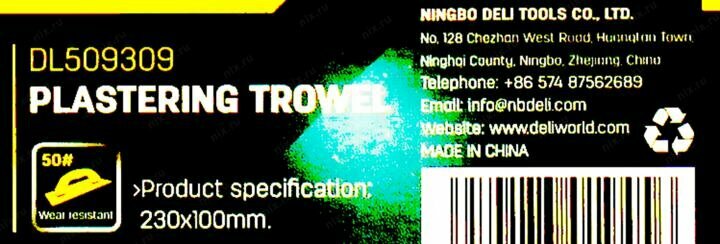 DL509309
PLASTERING TROWEL
50#
Wear resistant
>Product specification:
230x100mm.
NINGBO DELI TOOLS CO., LTD.
No. 128 Chezhan West Road, Huangtan Town,
Ninghai County, Ningbo, Zhejiang, China
Telephone: +86 574 87562689
Email: info@nbdeli.com
Website: www.deliworld.com
MADE IN CHINA